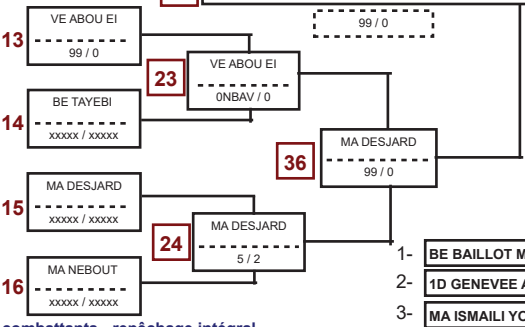 99 / 0
13
VE ABOU EI
99 / 0
23
VE ABOU EI
0NBAV / 0
14
BE TAYEBI
xxxxx / xxxxx
36
MA DESJARD
99 / 0
15
MA DESJARD
xxxxx / xxxxx
24
MA DESJARD
5 / 2
16
MA NEBOUT
xxxxx / xxxxx
1- BE BAILLOT M
2- 1D GENEVEE A
3- MA ISMAILI YO
combattants - repêchage intégral